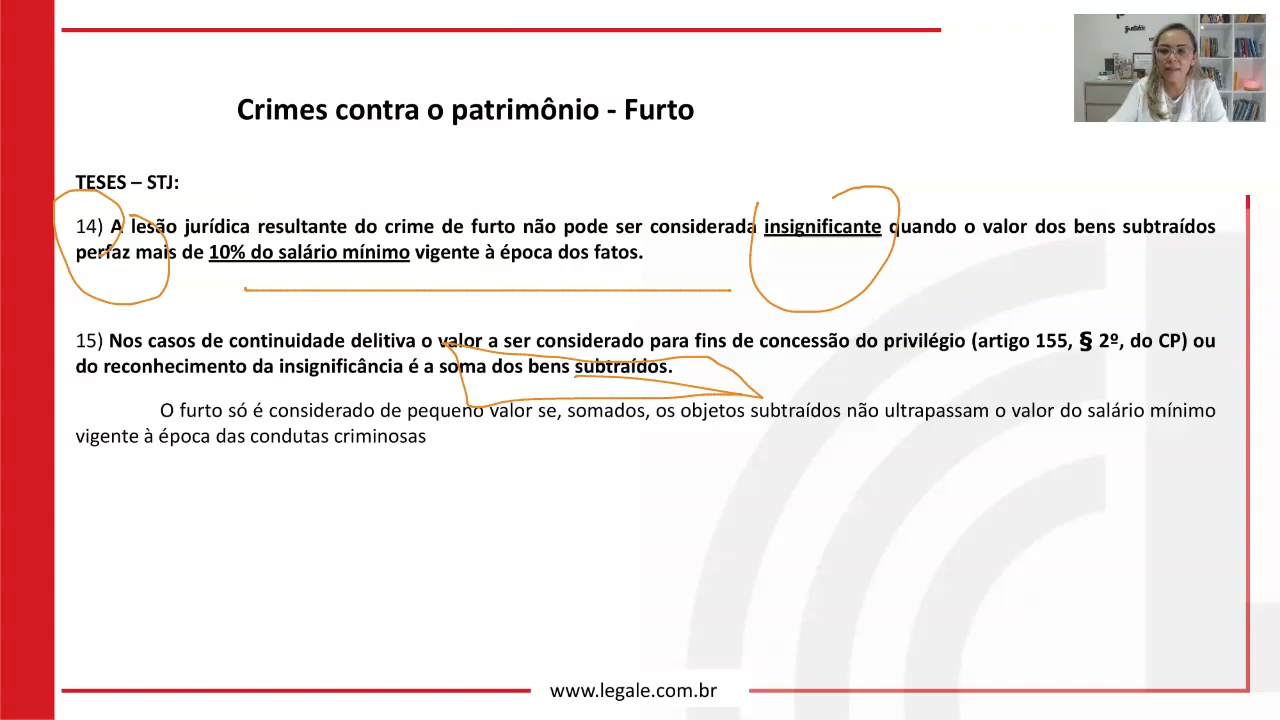 Crimes contra o patrimônio - Furto
TESES – STJ:
14) A lesão jurídica resultante do crime de furto não pode ser considerada insignificante quando o valor dos bens subtraídos
perfaz mais de 10% do salário mínimo vigente à época dos fatos.
15) Nos casos de continuidade delitiva o valor a ser considerado para fins de concessão do privilégio (artigo 155, § 2º, do CP) ou
do reconhecimento da insignificância é a soma dos bens subtraídos.
O furto só é considerado de pequeno valor se, somados, os objetos subtraídos não ultrapassam o valor do salário mínimo
vigente à época das condutas criminosas
www.legale.com.br